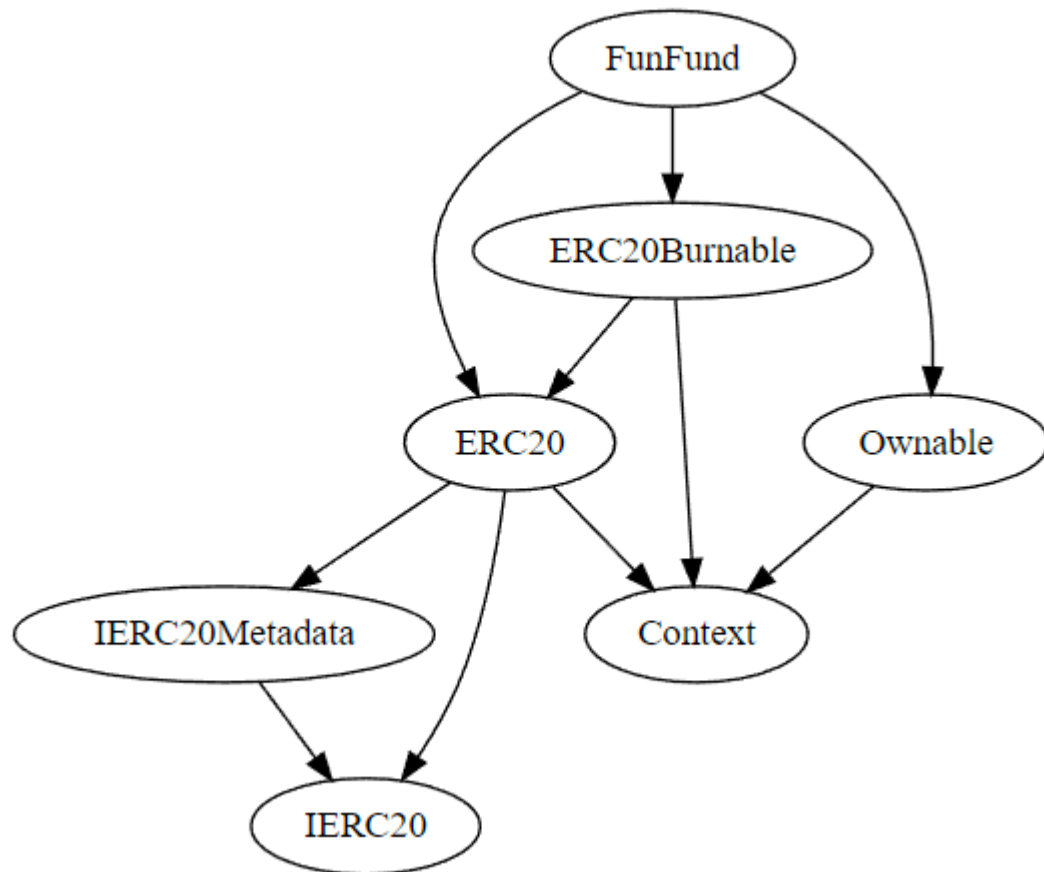 FunFund
ERC20Burnable
ERC20
Ownable
IERC20Metadata
Context
IERC20